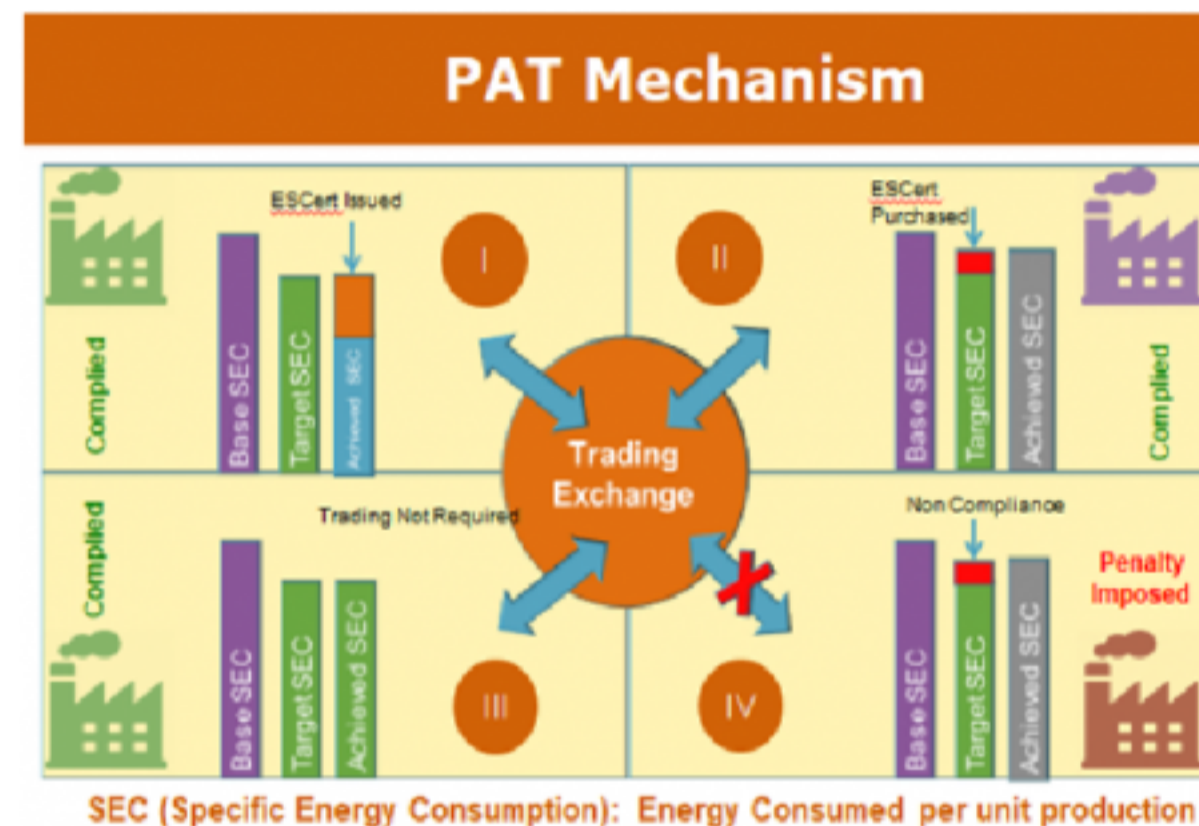 PAT Mechanism
ESCert Issued
I
Complied
Base SEC
Target SEC
Achieved SEC
ESCert
Purchased
II
Base SEC
Target SEC
Achieved SEC
Complied
Trading
Exchange
Trading Not Required
Complied
Base SEC
Target SEC
Achieved SEC
III
Non Compliance
IV
Base SEC
Target SEC
Achieved SEC
Penalty
Imposed
SEC (Specific Energy Consumption): Energy Consumed per unit production